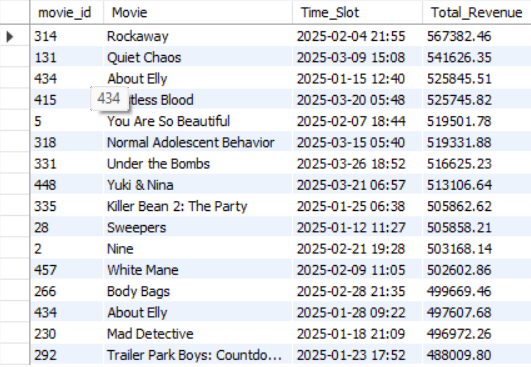 movie_id Movie Time_Slot Total_Revenue
314 Rockaway 2025-02-04 21:55 567382.46
131 Quiet Chaos 2025-03-09 15:08 541626.35
434 About Elly 2025-01-15 12:40 525845.51
415 434 tless Blood 2025-03-20 05:48 525745.82
5 You Are So Beautiful 2025-02-07 18:44 519501.78
318 Normal Adolescent Behavior 2025-03-15 05:40 519331.88
331 Under the Bombs 2025-03-26 18:52 516625.23
448 Yuki & Nina 2025-03-21 06:57 513106.64
335 Killer Bean 2: The Party 2025-01-25 06:38 505862.62
28 Sweepers 2025-01-12 11:27 505858.21
2 Nine 2025-02-21 19:28 503168.14
457 White Mane 2025-02-09 11:05 502602.86
266 Body Bags 2025-02-28 21:35 499669.46
434 About Elly 2025-01-28 09:22 497607.68
230 Mad Detective 2025-01-18 21:09 496972.26
292 Trailer Park Boys: Countdo... 2025-01-23 17:52 488009.80